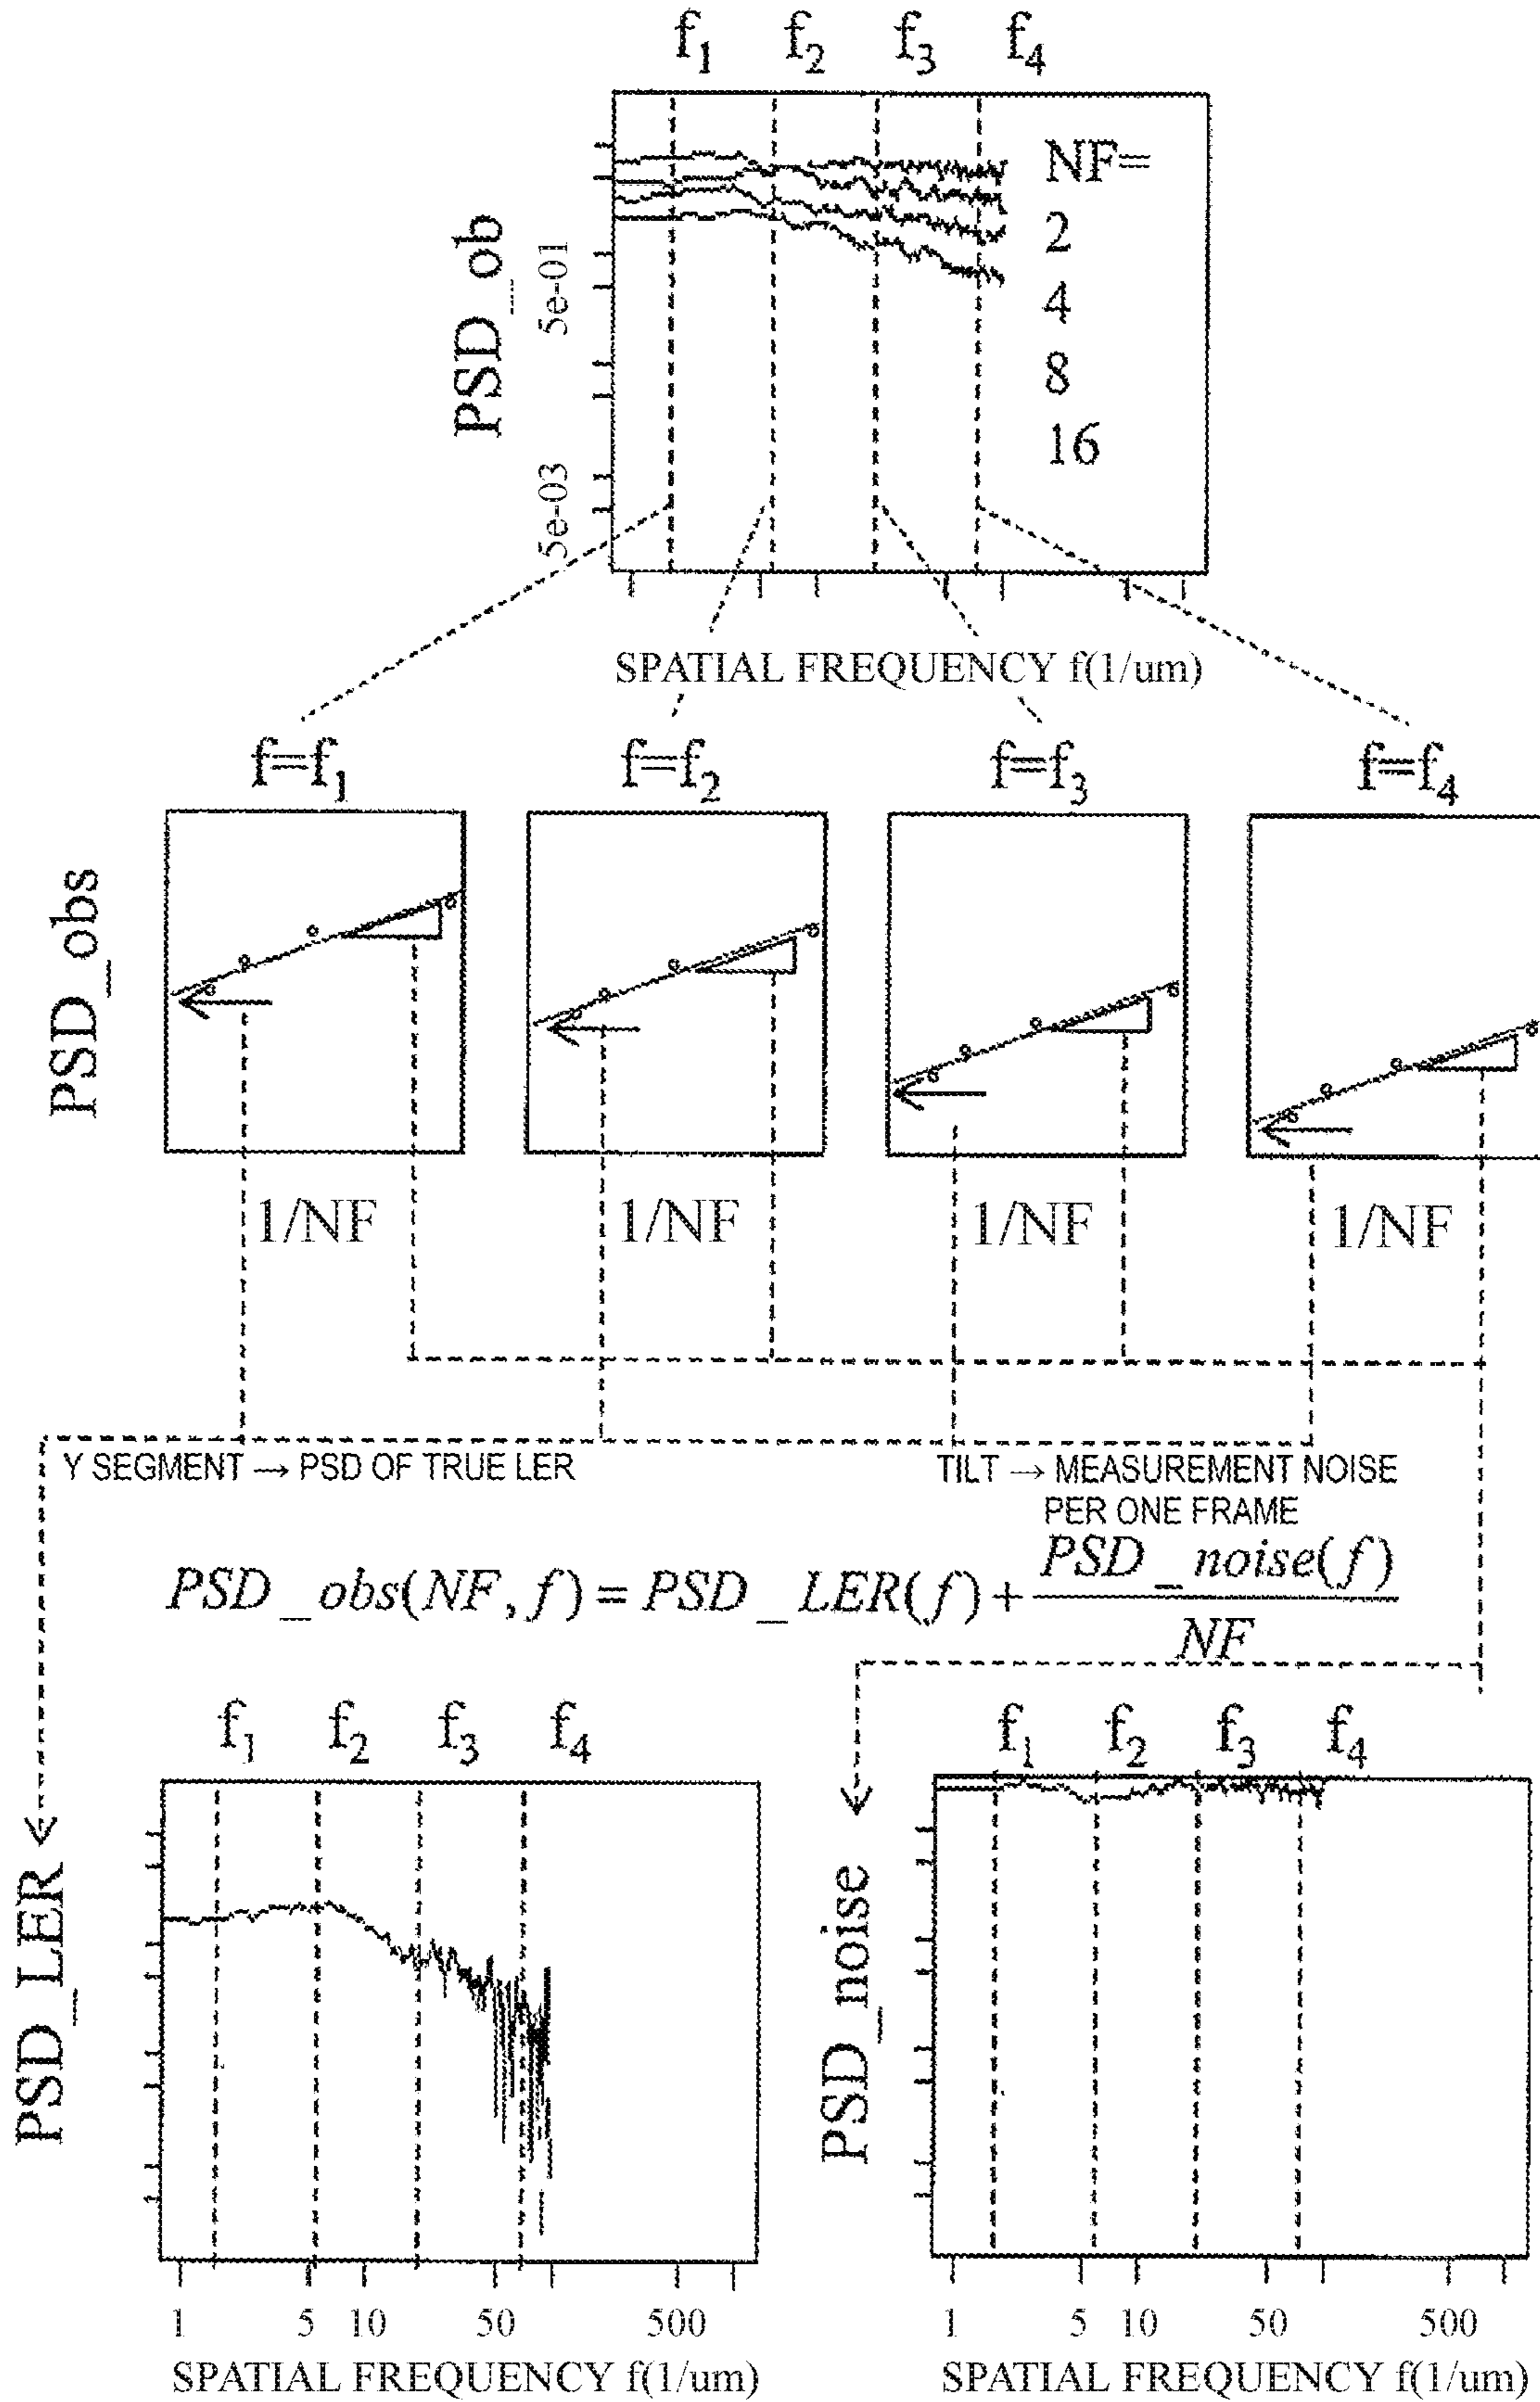 f₁ f₂ f₃ f₄
PSD_ob
5e-01
5e-03
NF=
2
4
8
16
SPATIAL FREQUENCY f(1/um)
f=f₁ f=f₂ f=f₃ f=f₄
PSD_obs
1/NF 1/NF 1/NF 1/NF
Y SEGMENT → PSD OF TRUE LER
TILT → MEASUREMENT NOISE
PER ONE FRAME
PSD_obs(NF, f) = PSD_LER(f) + PSD_noise(f) / NF
f₁ f₂ f₃ f₄
PSD_LER
1 5 10 50 500
SPATIAL FREQUENCY f(1/um)
f₁ f₂ f₃ f₄
PSD_noise
1 5 10 50 500
SPATIAL FREQUENCY f(1/um)